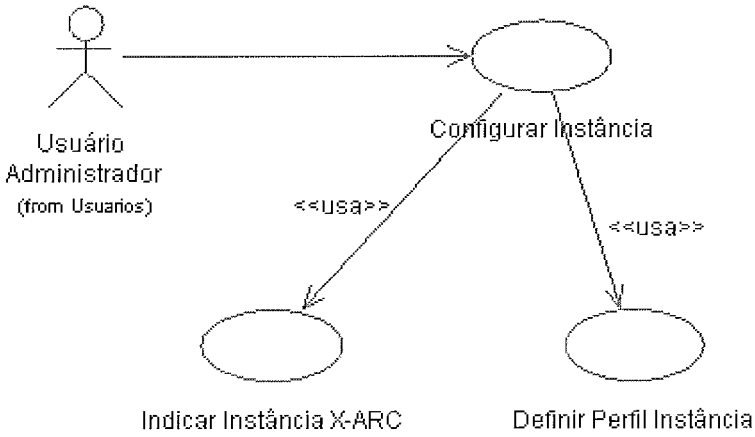 Configurar Instância
Usuário
Administrador
(from Usuarios)
<<usa>>
<<usa>>
Indicar Instância X-ARC
Definir Perfil Instância